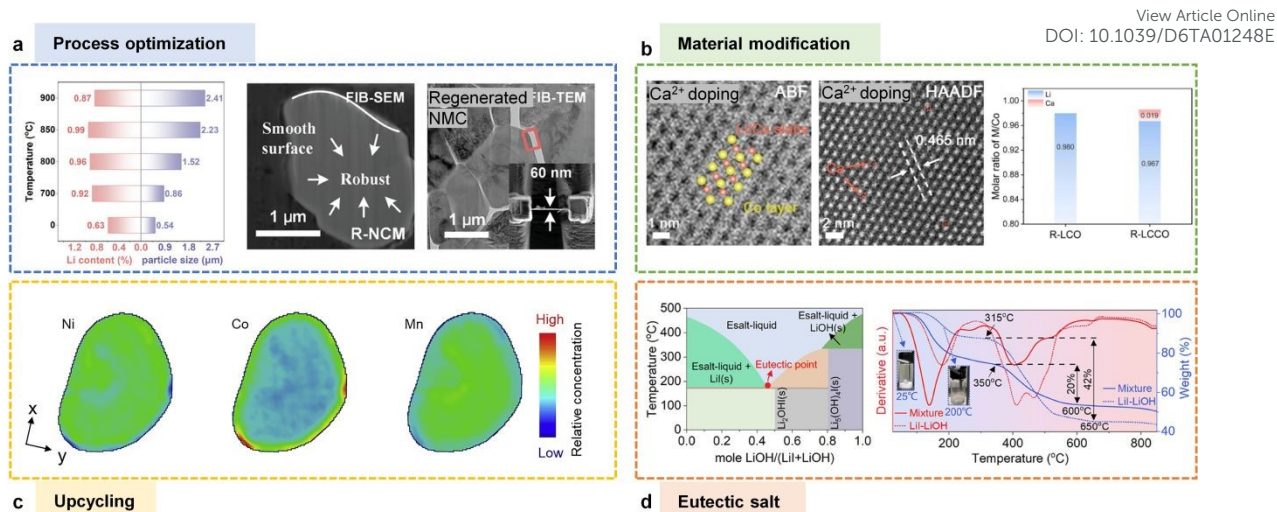 View Article Online
DOI: 10.1039/D6TA01248E
a Process optimization
Temperature (°C)
900
850
800
700
0
0.87
0.99
0.96
0.92
0.63
2.41
2.23
1.52
0.86
0.54
1.2 0.8 0.4 0.0 0.9 1.8 2.7
Li content (%) particle size (μm)
FIB-SEM
Smooth
surface
Robust
1 μm
R-NCM
Regenerated
NMC
FIB-TEM
60 nm
1 μm
b Material modification
Ca²⁺ doping
ABF
Co layer
1 nm
Ca²⁺ doping
HAADF
0.465 nm
Ca
2 nm
Molar ratio of M/Co
Li
Ca
1.00
0.96
0.92
0.88
0.84
0.80
0.980
0.019
0.967
R-LCO R-LCCO
Ni
Co
Mn
High
Relative concentration
Low
x
y
c Upcycling
Temperature (°C)
500
400
300
200
100
0
Esalt-liquid
Esalt-liquid +
LiOH(s)
Esalt-liquid +
LiI(s)
Eutectic point
Li₂OHI(s)
Li₅(OH)₄I(s)
0.0 0.2 0.4 0.6 0.8 1.0
mole LiOH/(LiI+LiOH)
Derivative (a.u.)
315°C
350°C
25°C
200°C
20%
42%
600°C
650°C
Mixture
LiI-LiOH
Mixture
LiI-LiOH
100
80
60
40
Weight (%)
200 400 600 800
Temperature (°C)
d Eutectic salt